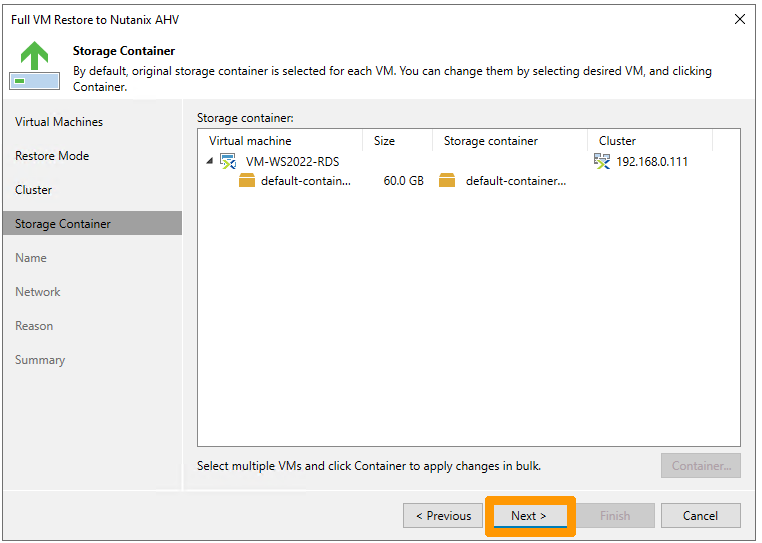 Full VM Restore to Nutanix AHV
Storage Container
By default, original storage container is selected for each VM. You can change them by selecting desired VM, and clicking
Container.
Virtual Machines
Restore Mode
Cluster
Storage Container
Name
Network
Reason
Summary
Storage container:
Virtual machine Size Storage container Cluster
VM-WS2022-RDS 192.168.0.111
default-contain... 60.0 GB default-container...
Select multiple VMs and click Container to apply changes in bulk.
Container...
< Previous Next > Finish Cancel